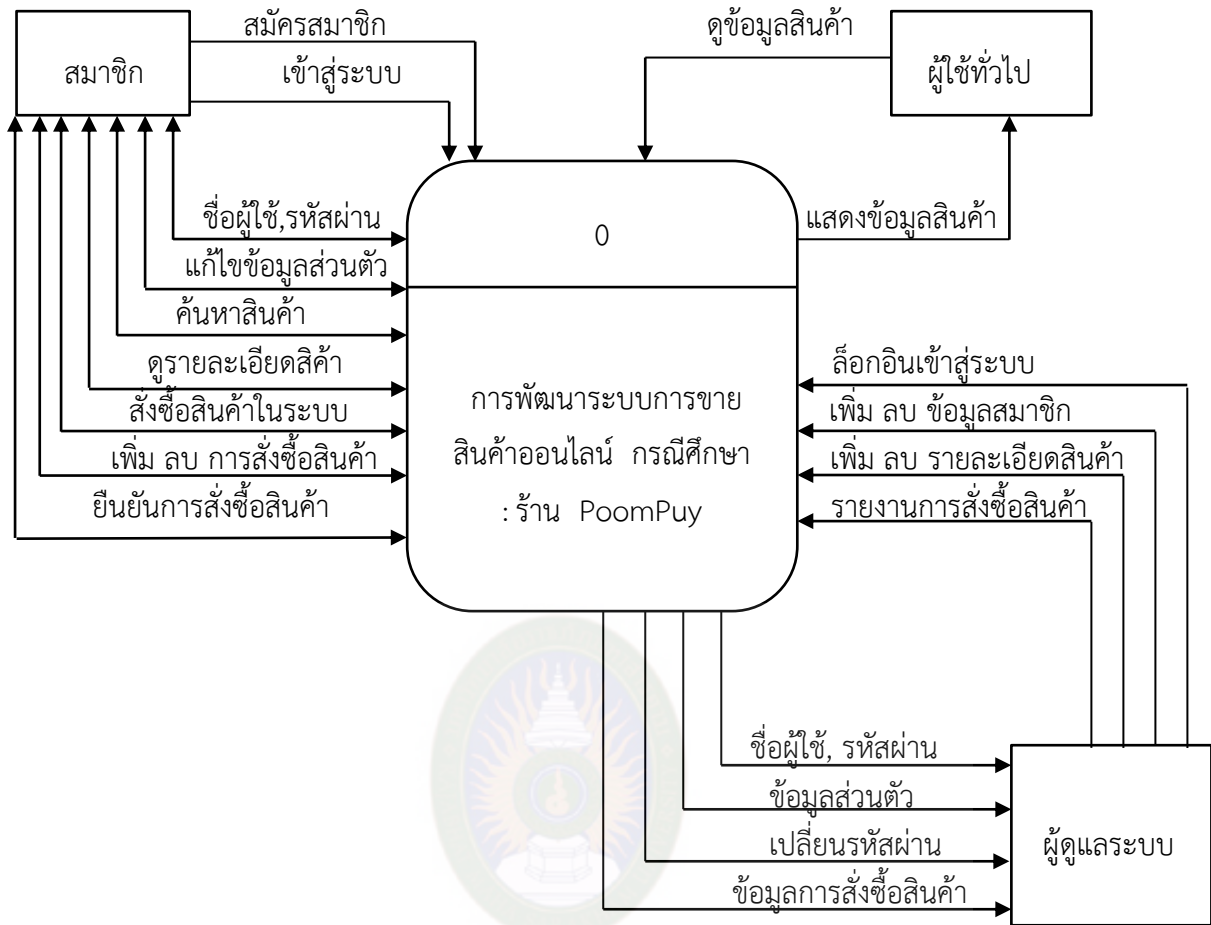 สมัครสมาชิก
เข้าสู่ระบบ
สมาชิก
ดูข้อมูลสินค้า
ผู้ใช้ทั่วไป
ชื่อผู้ใช้,รหัสผ่าน
แก้ไขข้อมูลส่วนตัว
ค้นหาสินค้า
ดูรายละเอียดสิค้า
สั่งซื้อสินค้าในระบบ
เพิ่ม ลบ การสั่งซื้อสินค้า
ยืนยันการสั่งซื้อสินค้า
0
การพัฒนาระบบการขาย
สินค้าออนไลน์ กรณีศึกษา
: ร้าน PoomPuy
แสดงข้อมูลสินค้า
ล็อกอินเข้าสู่ระบบ
เพิ่ม ลบ ข้อมูลสมาชิก
เพิ่ม ลบ รายละเอียดสินค้า
รายงานการสั่งซื้อสินค้า
ชื่อผู้ใช้, รหัสผ่าน
ข้อมูลส่วนตัว
เปลี่ยนรหัสผ่าน
ข้อมูลการสั่งซื้อสินค้า
ผู้ดูแลระบบ